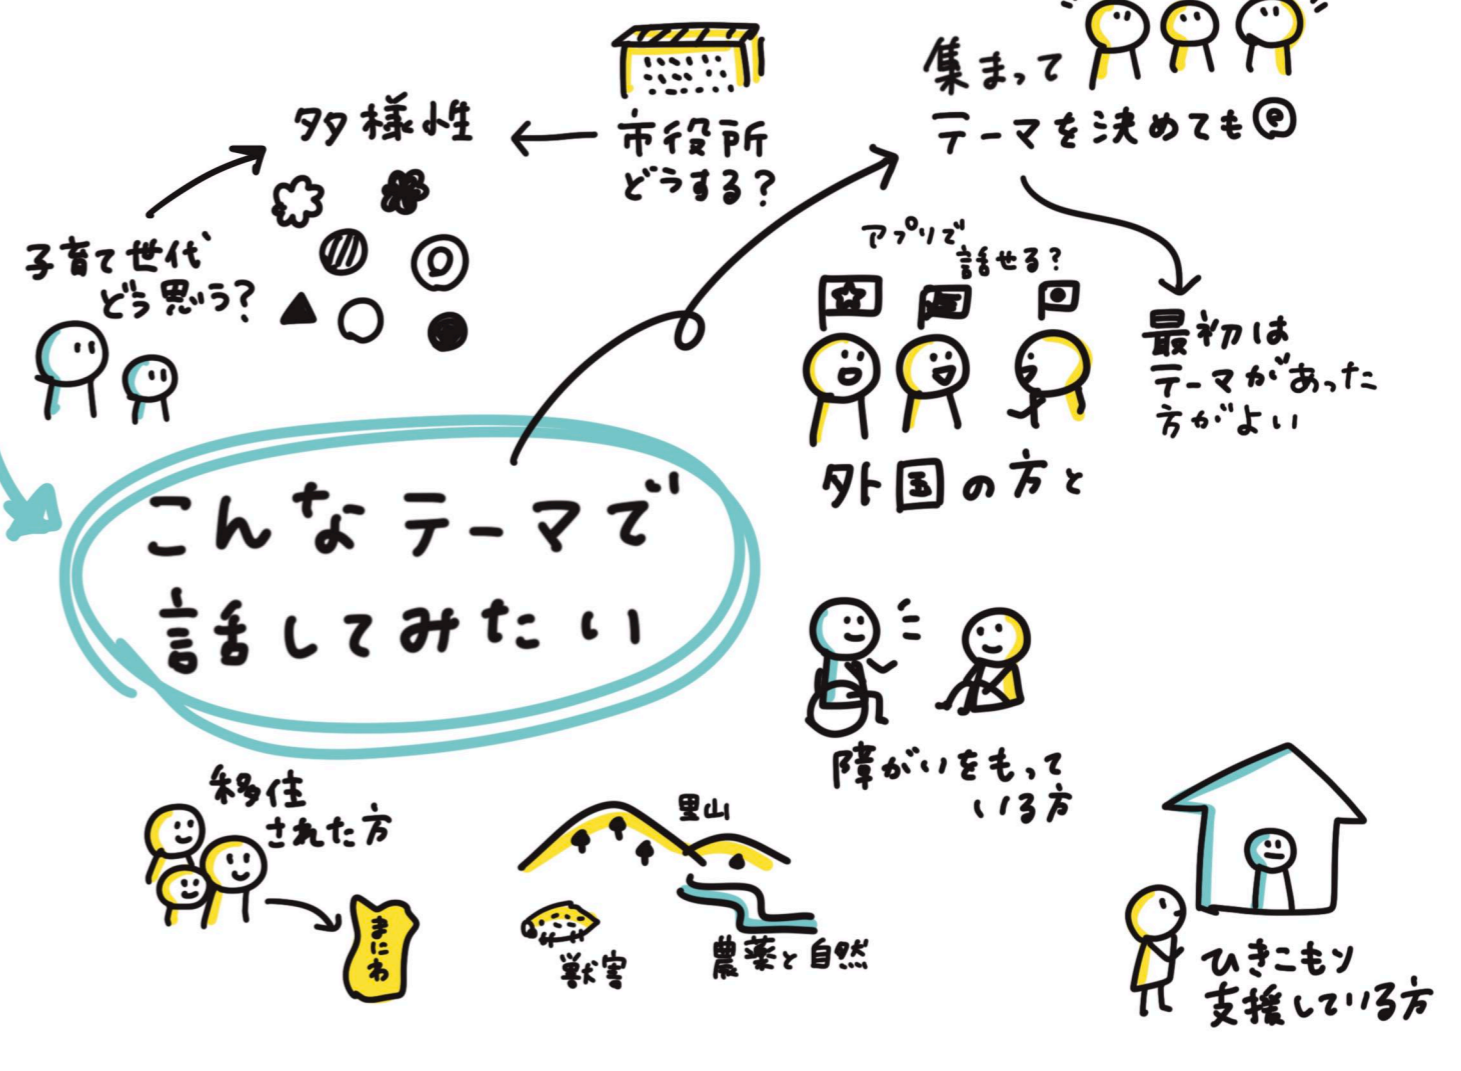 集まって
テーマを決めても
多様性
市役所
どうする?
子育て世代
どう思う?
アプリで
話せる?
最初は
テーマがあった
方がよい
外国の方と
こんなテーマで
話してみたい
障がいをもって
いる方
移住
された方
まにわ
里山
獣害
農薬と自然
ひきこもり
支援している方